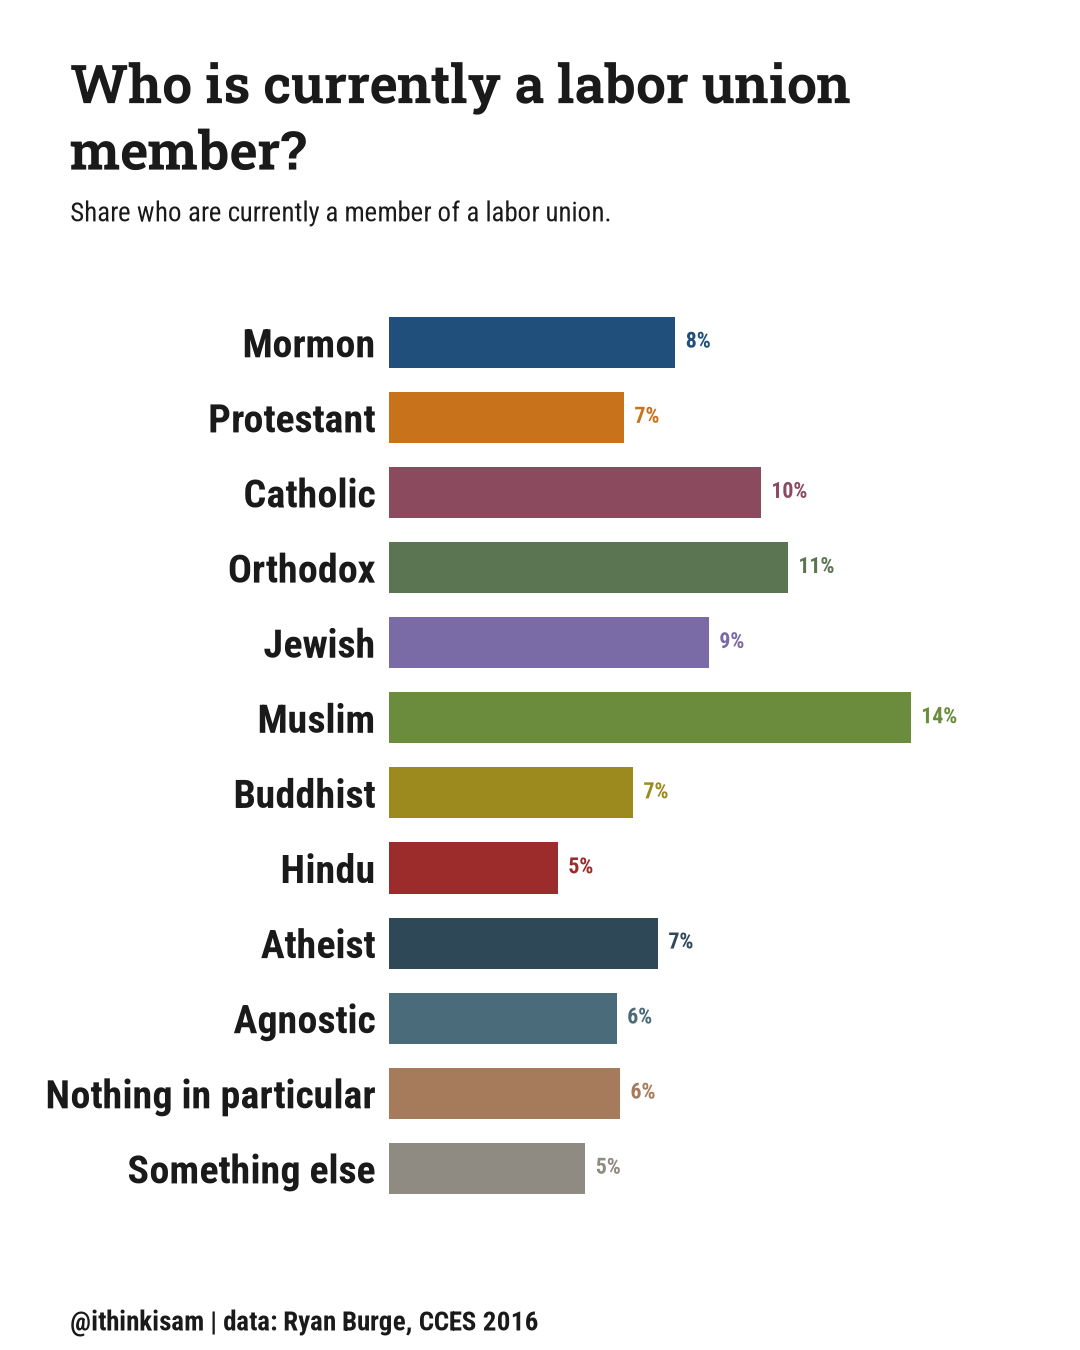 Who is currently a labor union
member?
Share who are currently a member of a labor union.
Mormon 8%
Protestant 7%
Catholic 10%
Orthodox 11%
Jewish 9%
Muslim 14%
Buddhist 7%
Hindu 5%
Atheist 7%
Agnostic 6%
Nothing in particular 6%
Something else 5%
@ithinkisam | data: Ryan Burge, CCES 2016